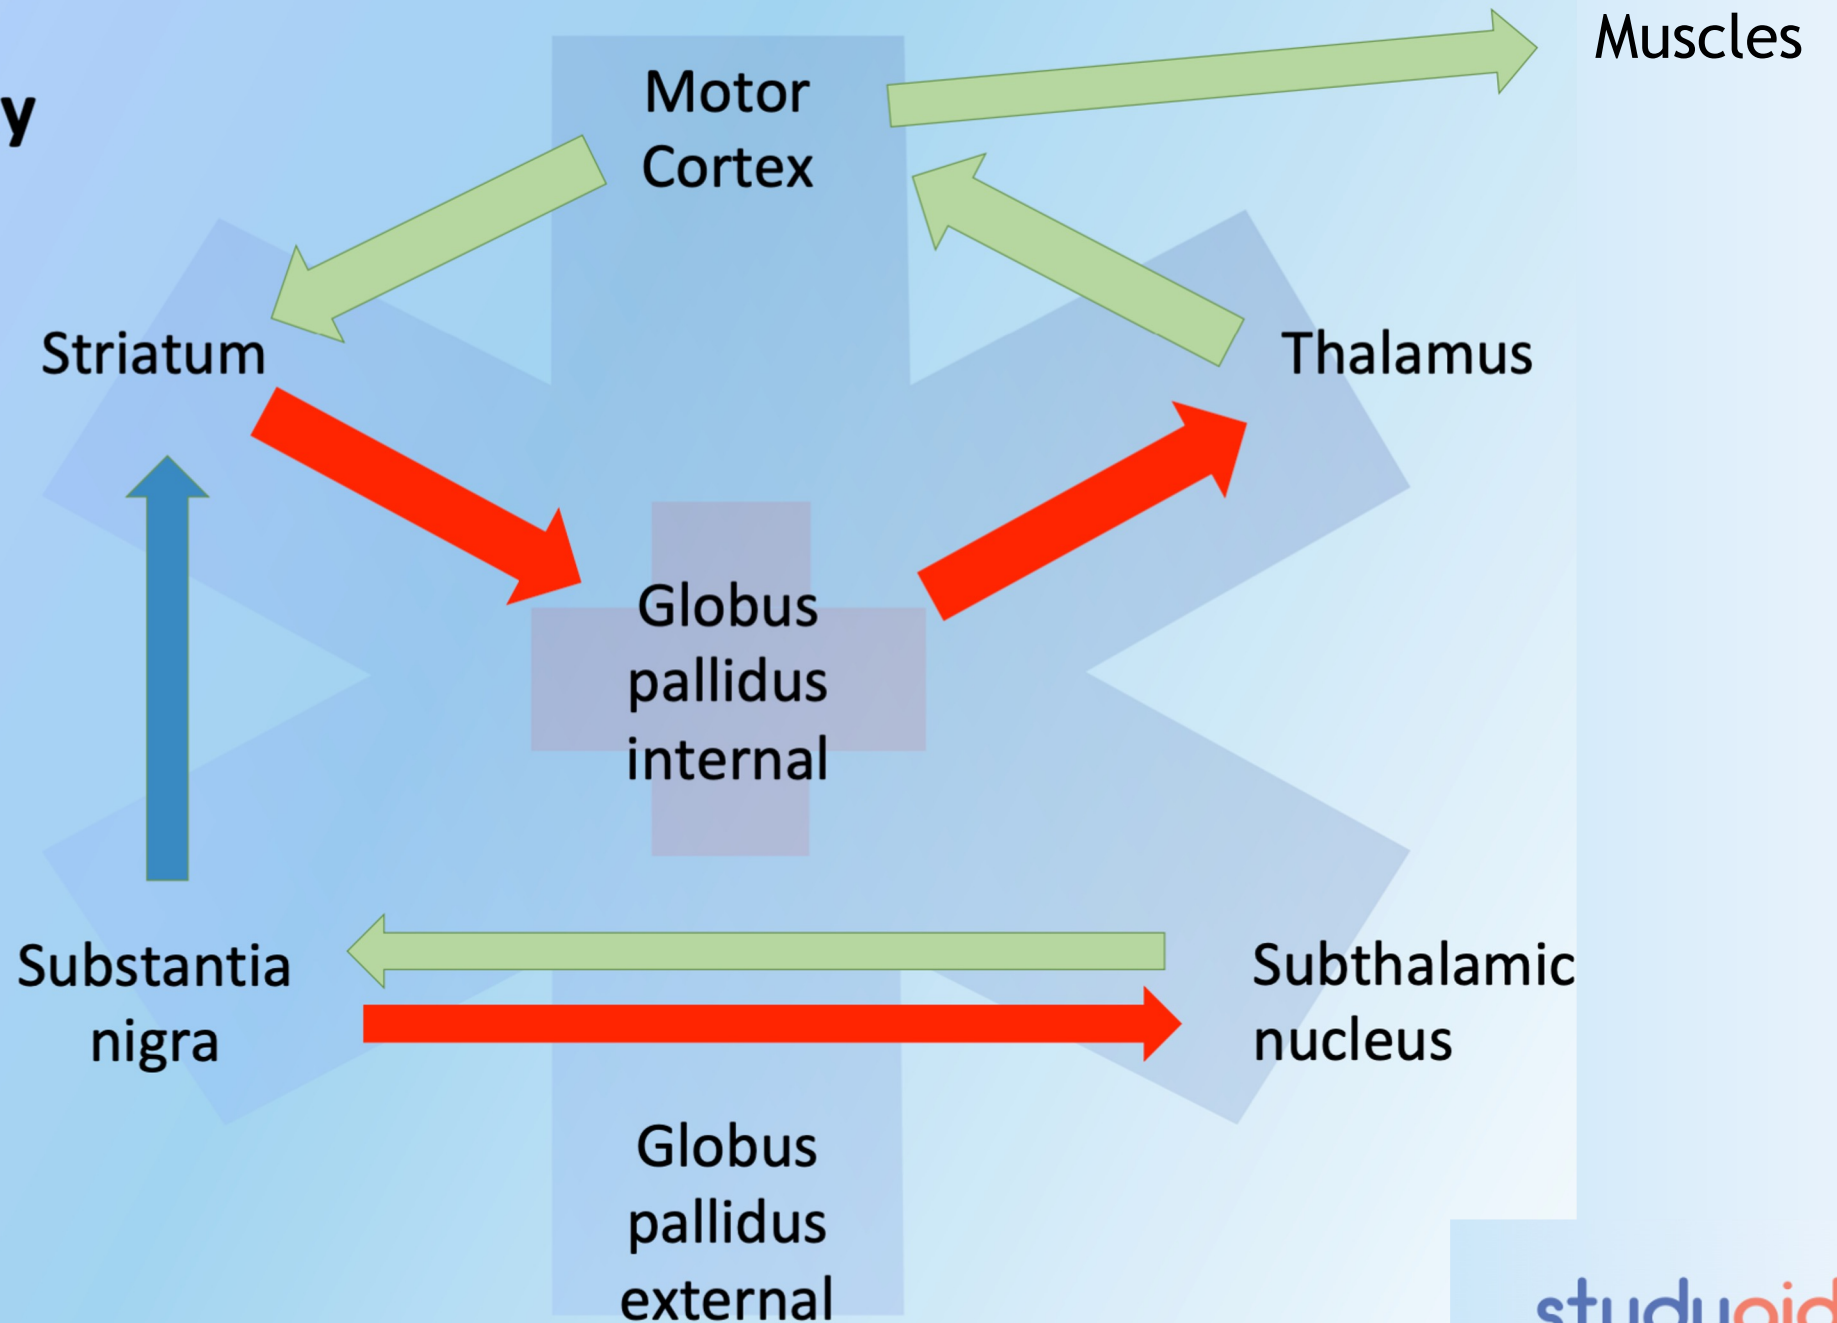 y
Motor
Cortex
Muscles
Striatum
Thalamus
Globus
pallidus
internal
Substantia
nigra
Subthalamic
nucleus
Globus
pallidus
external